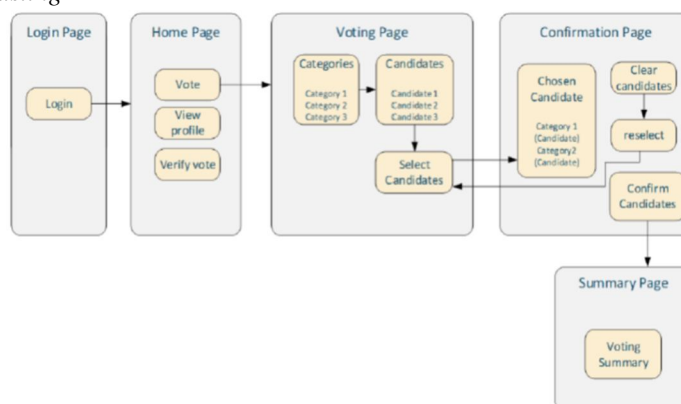 Login Page
Login
Home Page
Vote
View
profile
Verify vote
Voting Page
Categories
Category 1
Category 2
Category 3
Candidates
Candidate 1
Candidate 2
Candidate 3
Select
Candidates
Confirmation Page
Chosen
Candidate
Category 1
(Candidate)
Category2
(Candidate)
Clear
candidates
reselect
Confirm
Candidates
Summary Page
Voting
Summary